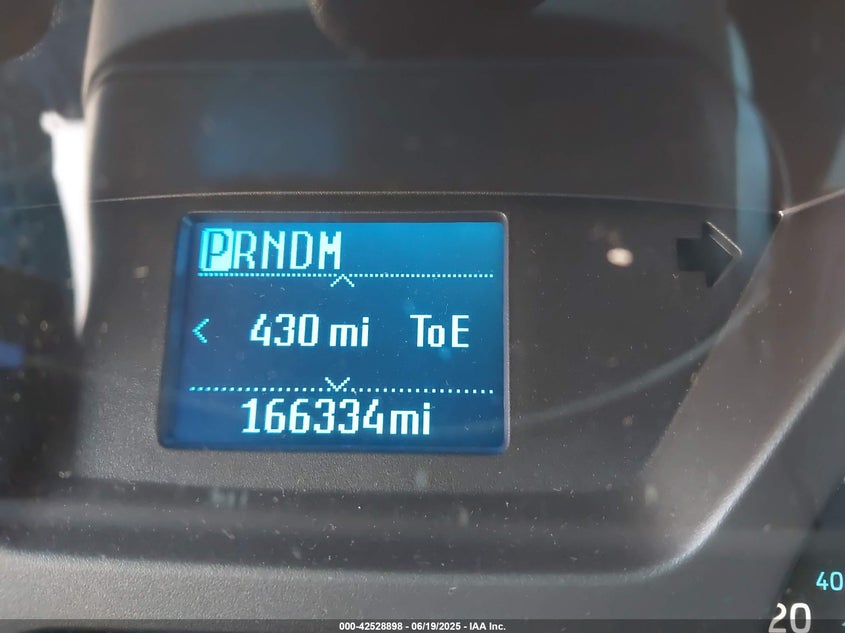 PRNDM
430 mi ToE
166334mi
40
20
000-42528898 - 06/19/2025 - IAA Inc.